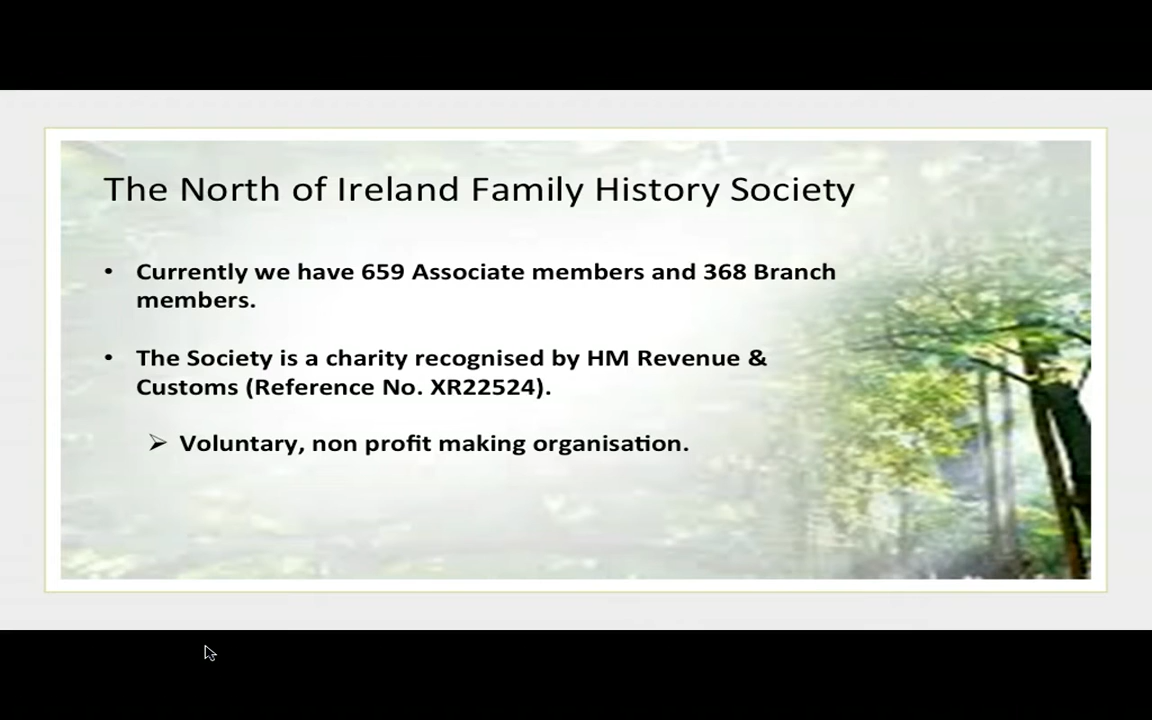 The North of Ireland Family History Society
• Currently we have 659 Associate members and 368 Branch
members.
• The Society is a charity recognised by HM Revenue &
Customs (Reference No. XR22524).
➢ Voluntary, non profit making organisation.